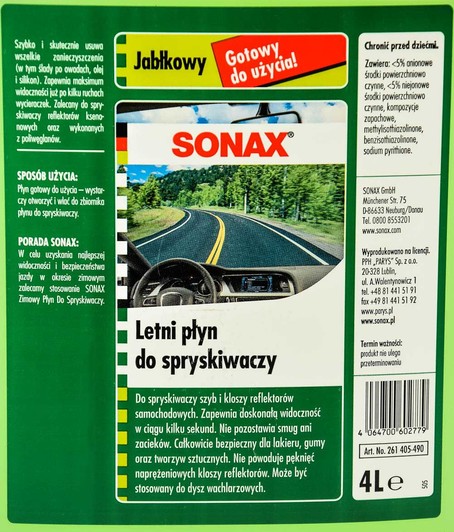 Szybko i skutecznie usuwa
wszelkie zanieczyszczenia
(w tym ślady po owadach, olej
i silikon). Zapewnia maksimum
widoczności już po kilku ruchach
wycieraczek. Zalecany do spry-
skiwaczy reflektorów kseno-
nowych oraz wykonanych
z poliwęglanów.
SPOSÓB UŻYCIA:
Płyn gotowy do użycia – wystar-
czy otworzyć i wlać do zbiornika
płynu do spryskiwaczy.
PORADA SONAX:
W celu uzyskania najlepszej
widoczności i bezpieczeństwa
jazdy w okresie zimowym
zalecamy stosowanie SONAX
Zimowy Płyn Do Spryskiwaczy.
Jabłkowy
Gotowy
do użycia!
SONAX®
Letni płyn
do spryskiwaczy
Do spryskiwaczy szyb i kloszy reflektorów
samochodowych. Zapewnia doskonałą widoczność
w ciągu kilku sekund. Nie pozostawia smug ani
zacieków. Całkowicie bezpieczny dla lakieru, gumy
oraz tworzyw sztucznych. Nie powoduje pęknięć
naprężeniowych kloszy reflektorów. Może być
stosowany do dysz wachlarzowych.
Chronić przed dziećmi.
Zawiera: <5% anionowe
środki powierzchniowo
czynne, <5% niejonowe
środki powierzchniowo
czynne, kompozycje
zapachowe,
methylisothiazolinone,
benzisothiazolinone,
sodium pyrithione.
SONAX GmbH
Münchener Str. 75
D-86633 Neuburg/Donau
Tel. 0800 8553201
www.sonax.com
Wyprodukowano na licencji.
PPH „PARYS” Sp. z o.o.
20-328 Lublin,
ul. A.Walentynowicz 1
tel. +48 81 441 51 91
fax +49 81 441 51 92
www.parys.pl
www.sonax.pl
Termin ważności:
produkt nie ulega
przeterminowaniu
4 064700 602779
Art. No. 261 405-490
4L e
505